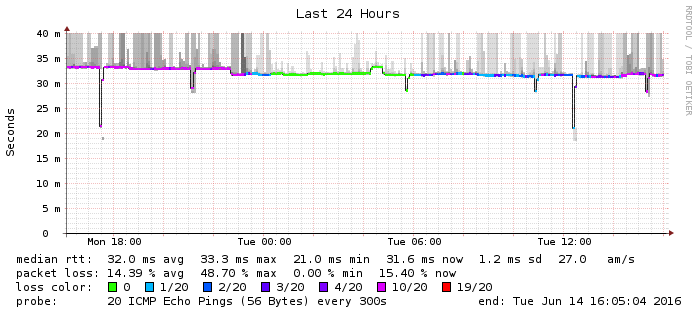 Last 24 Hours
RRDTOOL / TOBI OETIKER
Seconds
40 m
35 m
30 m
25 m
20 m
15 m
10 m
5 m
0
Mon 18:00 Tue 00:00 Tue 06:00 Tue 12:00
median rtt: 32.0 ms avg 33.3 ms max 21.0 ms min 31.6 ms now 1.2 ms sd 27.0 am/s
packet loss: 14.39 % avg 48.70 % max 0.00 % min 15.40 % now
loss color: 0 1/20 2/20 3/20 4/20 10/20 19/20
probe: 20 ICMP Echo Pings (56 Bytes) every 300s end: Tue Jun 14 16:05:04 2016